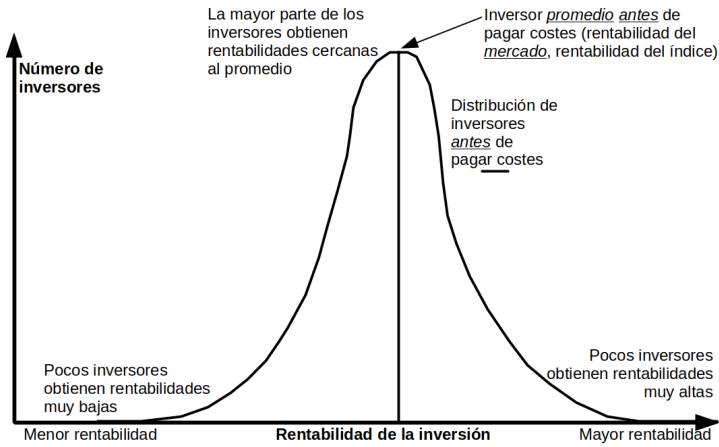 La mayor parte de los
inversores obtienen
rentabilidades cercanas
al promedio
Inversor promedio antes de
pagar costes (rentabilidad del
mercado, rentabilidad del índice)
Número de
inversores
Distribución de
inversores
antes de
pagar costes
Pocos inversores
obtienen rentabilidades
muy bajas
Pocos inversores
obtienen rentabilidades
muy altas
Menor rentabilidad
Rentabilidad de la inversión
Mayor rentabilidad